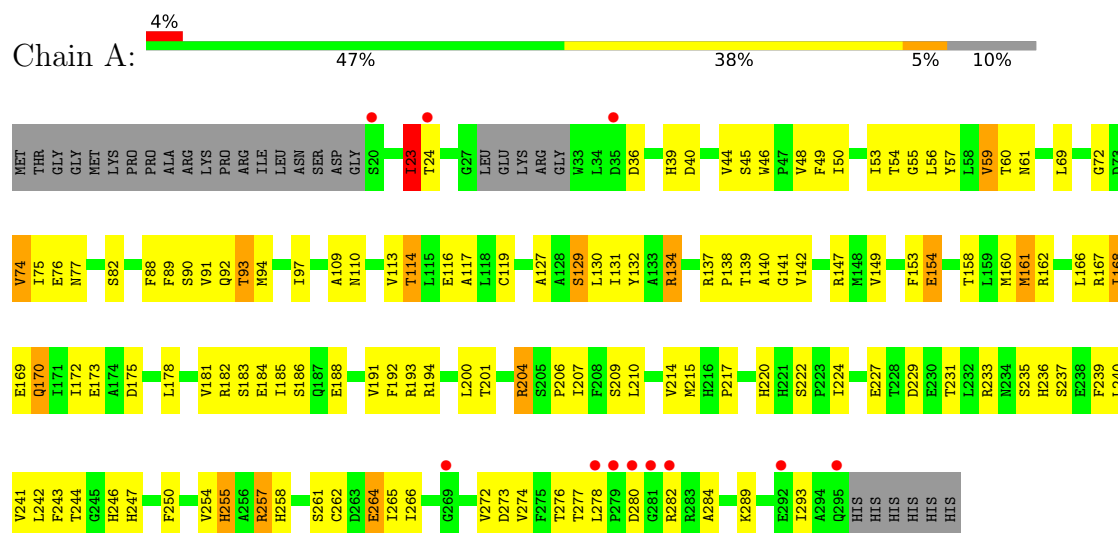 4%
Chain A:
47% 38% 5% 10%
MET THR GLY GLY MET LYS PRO PRO ALA ARG LYS PRO ARG ILE LEU ASN SER ASP GLY S20 I23 T24 G27 LEU GLU LYS ARG GLY W33 L34 D35 D36 H39 D40 V44 S45 W46 P47 V48 F49 I50 I53 T54 G55 L56 Y57 L58 V59 T60 N61 L69 G72 D73
V74 I75 E76 N77 S82 F88 F89 S90 V91 Q92 T93 M94 I97 A109 N110 V113 T114 L115 E116 A117 L118 C119 A127 A128 S129 L130 I131 Y132 A133 R134 R137 P138 T139 A140 G141 V142 R147 M148 V149 F153 E154 T158 L159 M160 M161 R162 L166 R167 I168
E169 Q170 I171 I172 E173 A174 D175 L178 V181 R182 S183 E184 I185 S186 Q187 E188 V191 F192 R193 R194 L200 T201 R204 S205 P206 I207 F208 S209 L210 V214 M215 H216 P217 H220 H221 S222 P223 I224 E227 T228 D229 E230 T231 L232 R233 N234 S235 H236 S237 E238 F239 L240
V241 L242 F243 T244 G245 H246 H247 F250 V254 H255 A256 R257 H258 S261 C262 D263 E264 I265 I266 G269 V272 D273 V274 F275 T276 T277 L278 P279 D280 G281 R282 R283 A284 K289 E292 I293 A294 Q295 HIS HIS HIS HIS HIS HIS